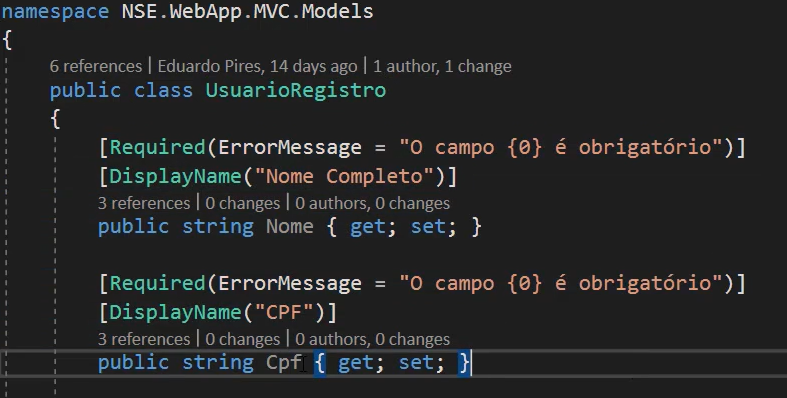 namespace NSE.WebApp.MVC.Models
{
6 references | Eduardo Pires, 14 days ago | 1 author, 1 change
public class UsuarioRegistro
{
[Required(ErrorMessage = "O campo {0} é obrigatório")]
[DisplayName("Nome Completo")]
3 references | 0 changes | 0 authors, 0 changes
public string Nome { get; set; }
[Required(ErrorMessage = "O campo {0} é obrigatório")]
[DisplayName("CPF")]
3 references | 0 changes | 0 authors, 0 changes
public string Cpf { get; set; }